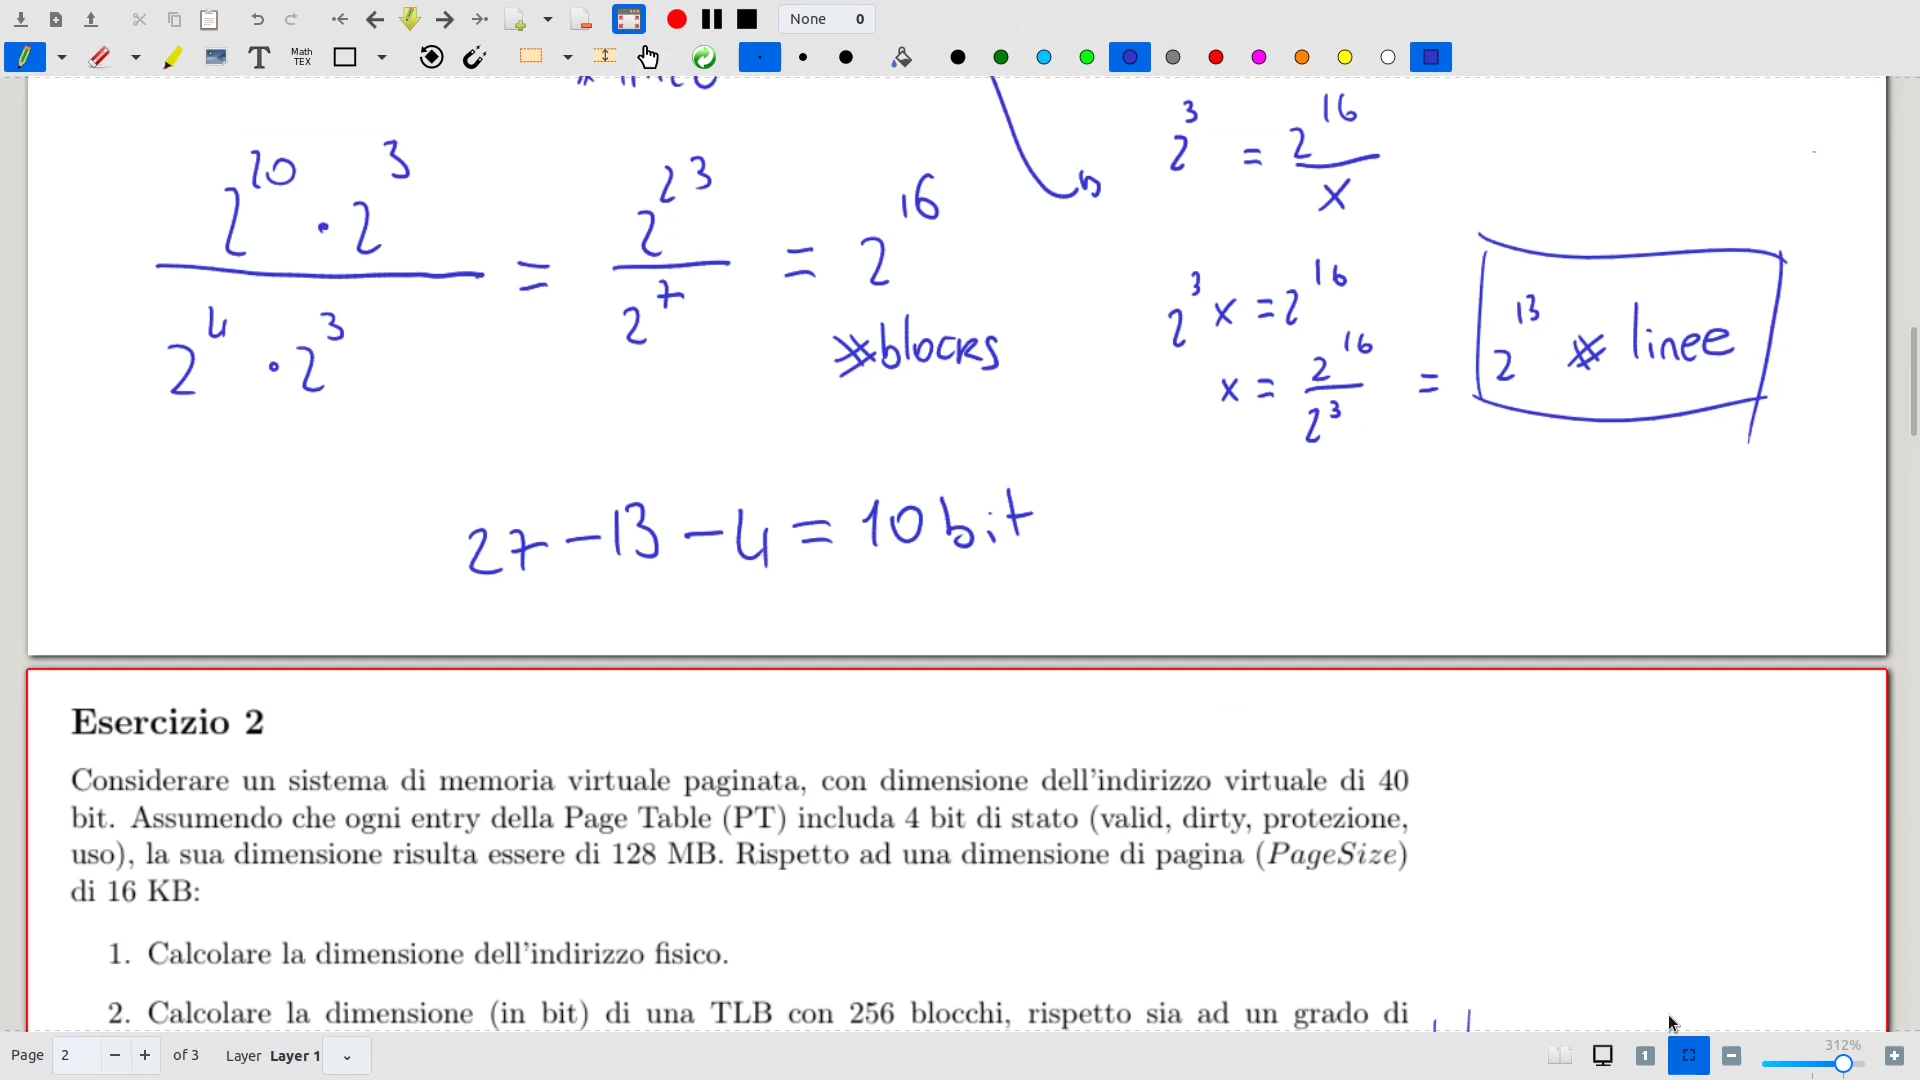 None 0
Math
TEX
2^20 · 2^3 / 2^4 · 2^3 = 2^23 / 2^7 = 2^16
#blocks
2^3 = 2^16 / x
2^3 x = 2^16
x = 2^16 / 2^3 = 2^13 # linee
27 - 13 - 4 = 10 bit
Esercizio 2
Considerare un sistema di memoria virtuale paginata, con dimensione dell'indirizzo virtuale di 40
bit. Assumendo che ogni entry della Page Table (PT) includa 4 bit di stato (valid, dirty, protezione,
uso), la sua dimensione risulta essere di 128 MB. Rispetto ad una dimensione di pagina (PageSize)
di 16 KB:
1. Calcolare la dimensione dell'indirizzo fisico.
2. Calcolare la dimensione (in bit) di una TLB con 256 blocchi, rispetto sia ad un grado di
Page 2 of 3 Layer Layer 1 1 312%